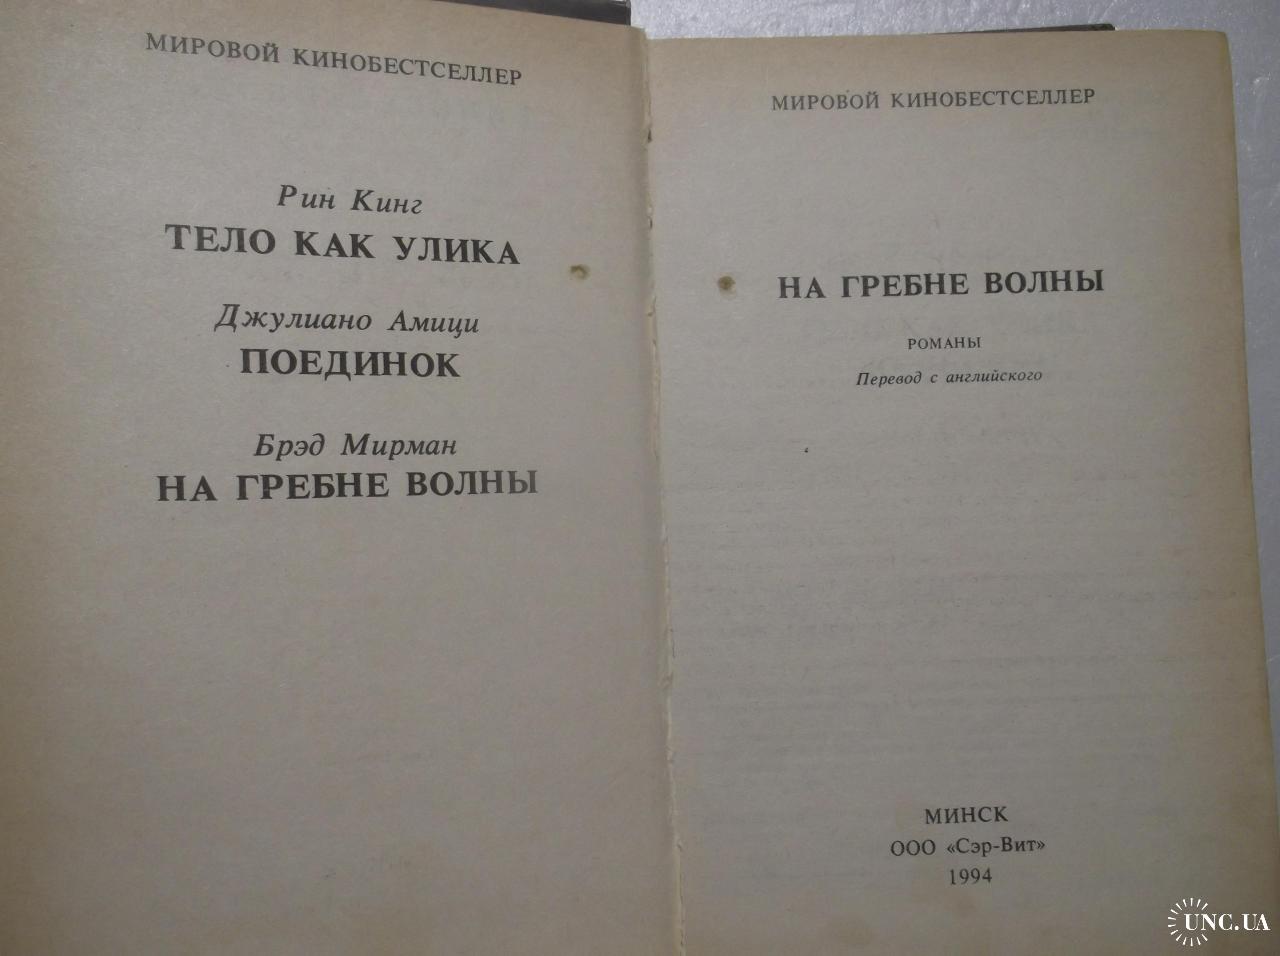 МИРОВОЙ КИНОБЕСТСЕЛЛЕР
Рин Кинг
ТЕЛО КАК УЛИКА
Джулиано Амици
ПОЕДИНОК
Брэд Мирман
НА ГРЕБНЕ ВОЛНЫ
МИРОВОЙ КИНОБЕСТСЕЛЛЕР
НА ГРЕБНЕ ВОЛНЫ
РОМАНЫ
Перевод с английского
МИНСК
ООО «Сэр-Вит»
1994
UNC.UA